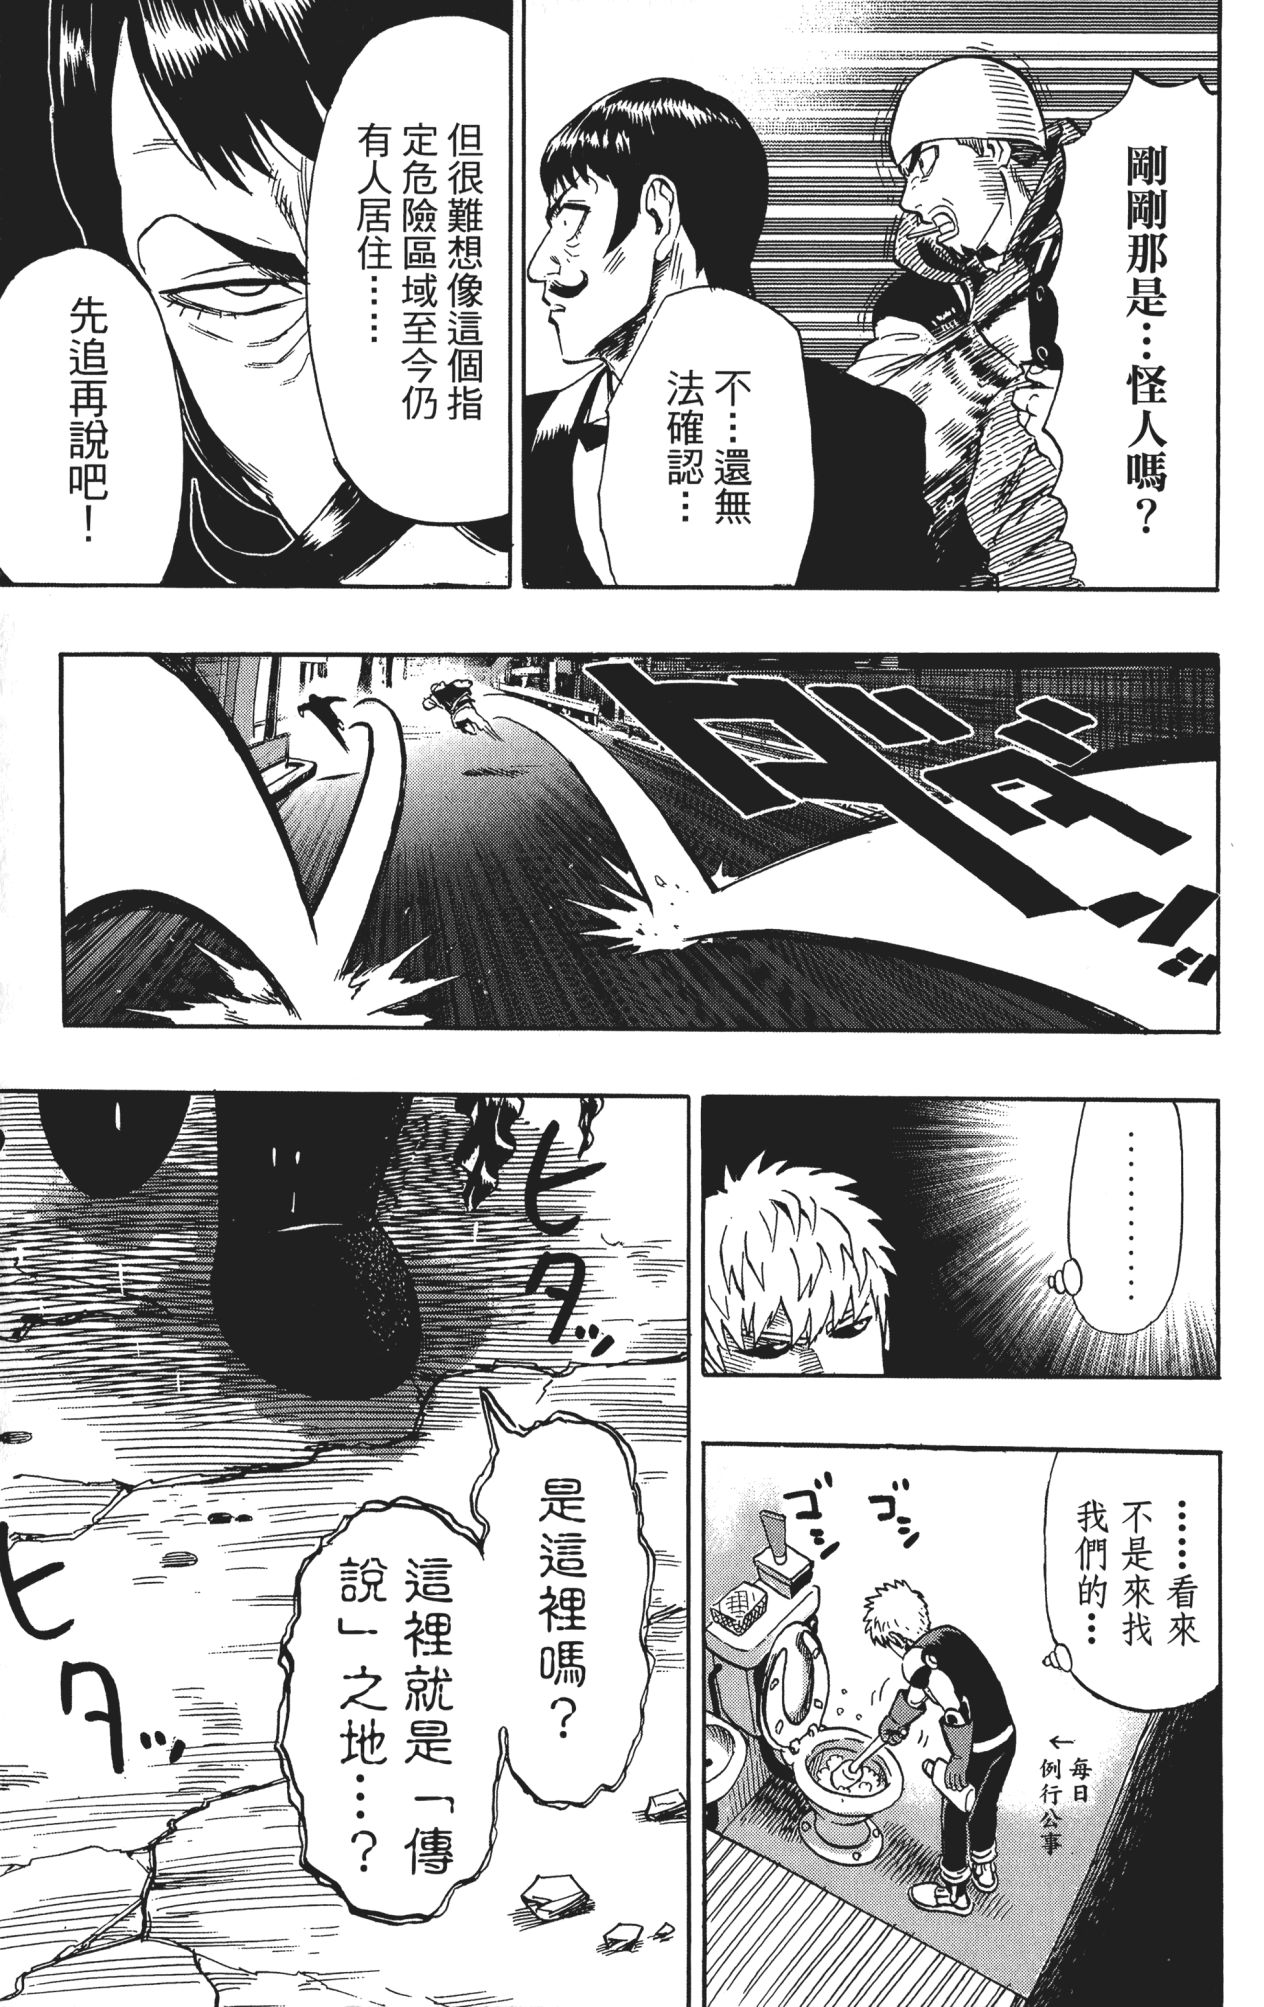 剛剛那是…怪人嗎？
不…還無
法確認…
但很難想像這個指
定危險區域至今仍
有人居住……
先追再說吧！
ダダンッ!!
…………
……看來
不是來找
我們的…
ゴシ
ゴシ
←每日
例行公事
ヒタッ
是這裡嗎？
這裡就是「傳
說」之地……？
ヒタッ